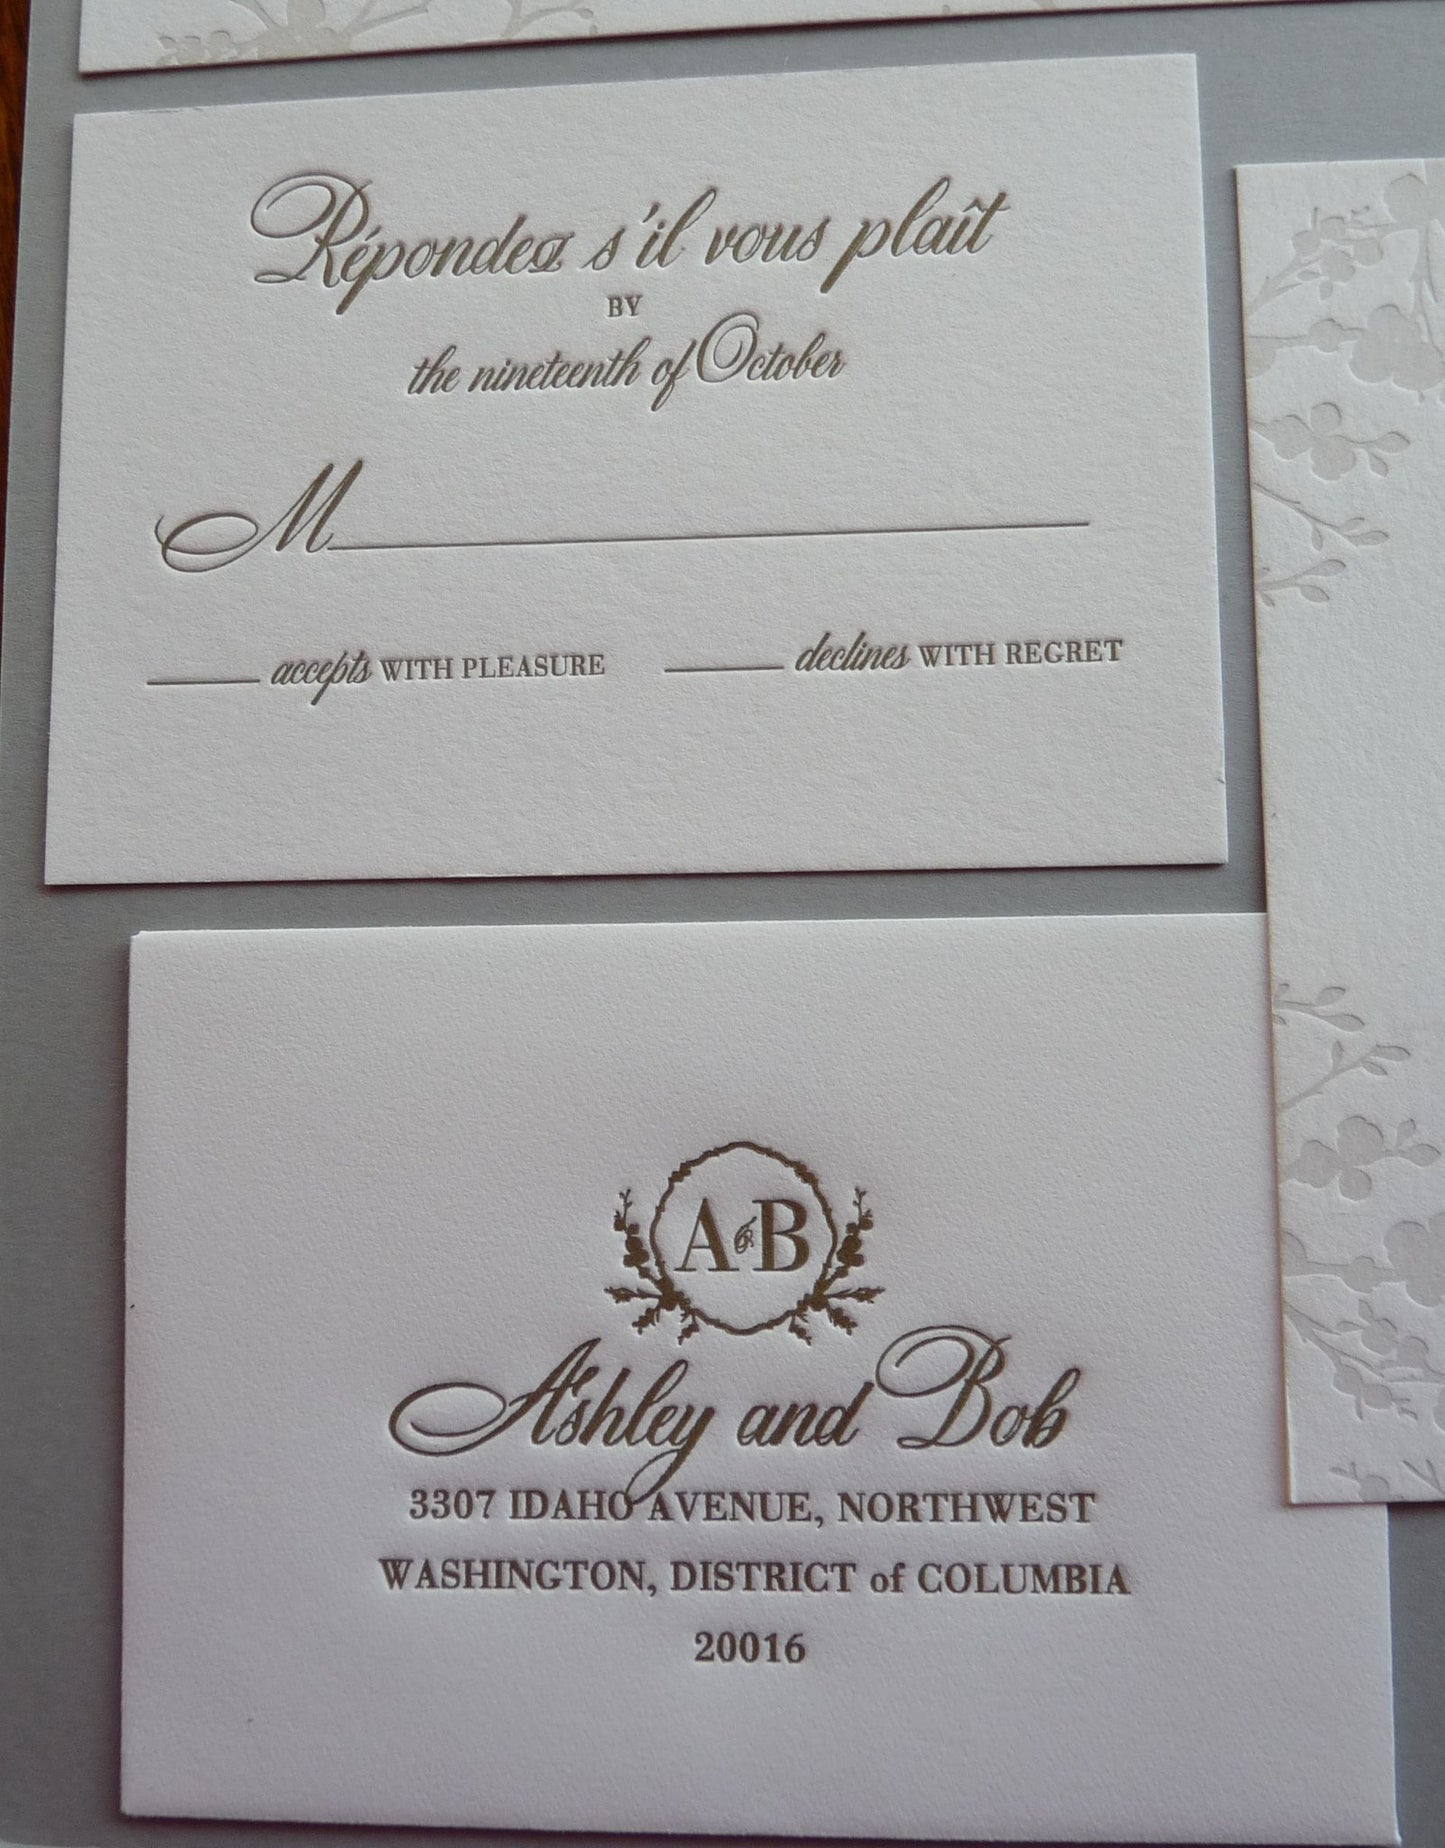 Répondez s'il vous plaît
BY
the nineteenth of October
M
accepts WITH PLEASURE declines WITH REGRET
A & B
Ashley and Bob
3307 IDAHO AVENUE, NORTHWEST
WASHINGTON, DISTRICT of COLUMBIA
20016